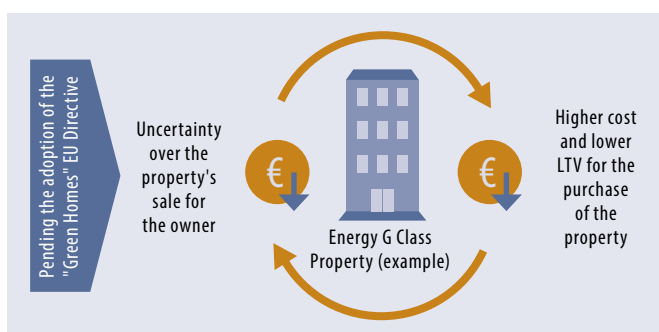 Pending the adoption of the
"Green Homes" EU Directive
Uncertainty
over the
property's
sale for
the owner
€
Energy G Class
Property (example)
€
Higher cost
and lower
LTV for the
purchase
of the
property